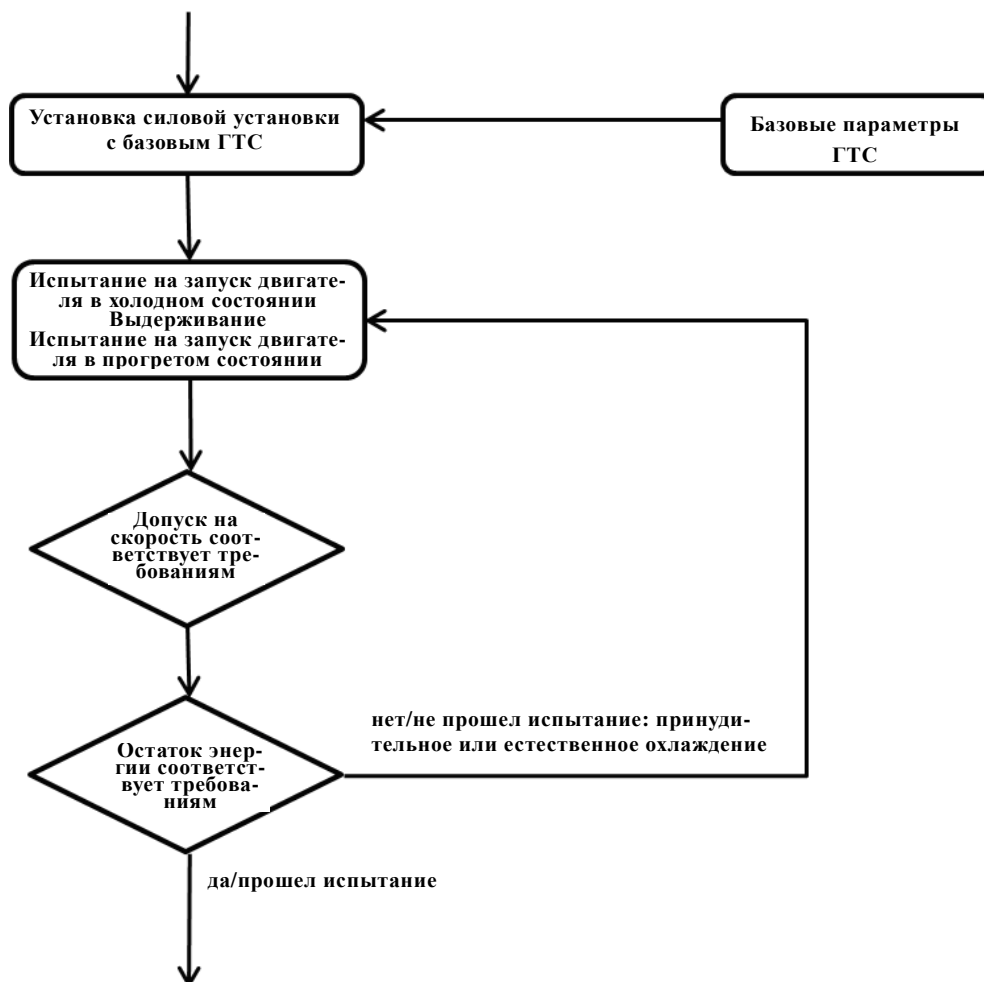 Установка силовой установки
с базовым ГТС
Базовые параметры
ГТС
Испытание на запуск двигате-
ля в холодном состоянии
Выдерживание
Испытание на запуск двигате-
ля в прогретом состоянии
Допуск на
скорость соот-
ветствует тре-
бованиям
нет/не прошел испытание: принуди-
тельное или естественное охлаждение
Остаток энер-
гии соответст-
вует требова-
ниям
да/прошел испытание